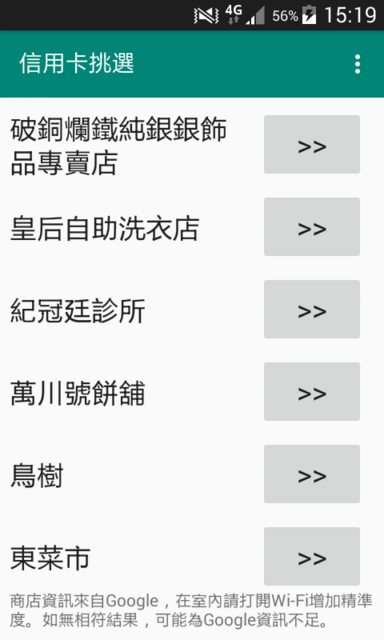 4G 56% 15:19
信用卡挑選
破銅爛鐵純銀銀飾
品專賣店
>>
皇后自助洗衣店
>>
紀冠廷診所
>>
萬川號餅舖
>>
鳥樹
>>
東菜市
>>
商店資訊來自Google，在室內請打開Wi-Fi增加精準
度。如無相符結果，可能為Google資訊不足。